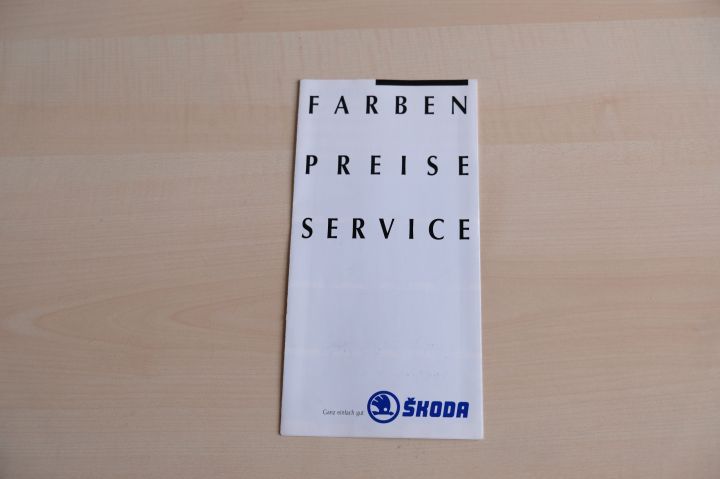 FARBEN
PREISE
SERVICE
Ganz einfach gut ŠKODA